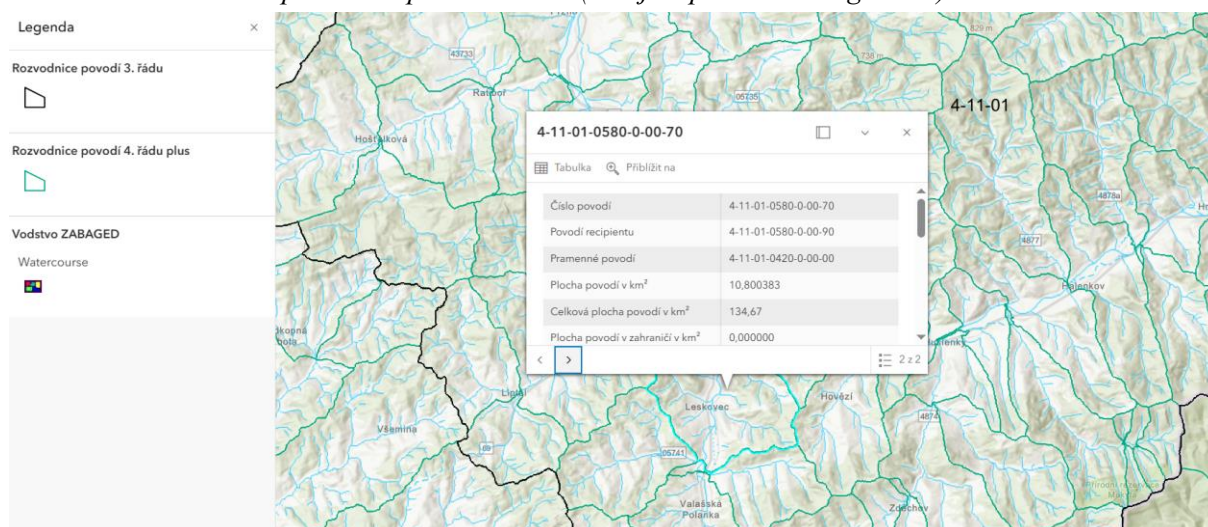 Legenda ×
Rozvodnice povodí 3. řádu
Rozvodnice povodí 4. řádu plus
Vodstvo ZABAGED
Watercourse
43733
Ratiboř
Hošťálková
05735
738 m
829 m
4-11-01
4878a
4877
Halenkov
4-11-01-0580-0-00-70
Tabulka Přiblížit na
Číslo povodí 4-11-01-0580-0-00-70
Povodí recipientu 4-11-01-0580-0-00-90
Pramenné povodí 4-11-01-0420-0-00-00
Plocha povodí v km² 10,800383
Celková plocha povodí v km² 134,67
Plocha povodí v zahraničí v km² 0,000000
2 z 2
Liptál
Leskovec
Hovězí
Všemina
69
4874
05741
Valašská
Polanka
Zděchov